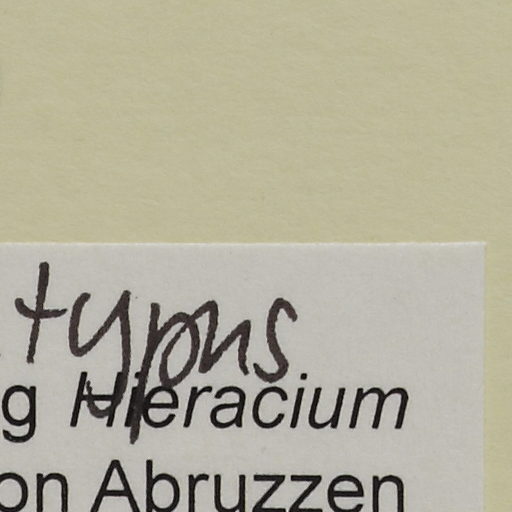 typus
g Hieracium
on Abruzzen